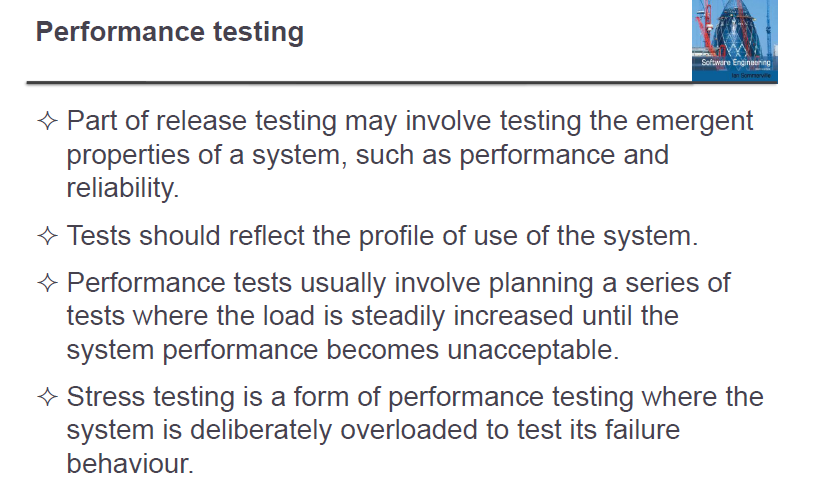 Performance testing
Software Engineering
Ian Sommerville
✧ Part of release testing may involve testing the emergent
properties of a system, such as performance and
reliability.
✧ Tests should reflect the profile of use of the system.
✧ Performance tests usually involve planning a series of
tests where the load is steadily increased until the
system performance becomes unacceptable.
✧ Stress testing is a form of performance testing where the
system is deliberately overloaded to test its failure
behaviour.